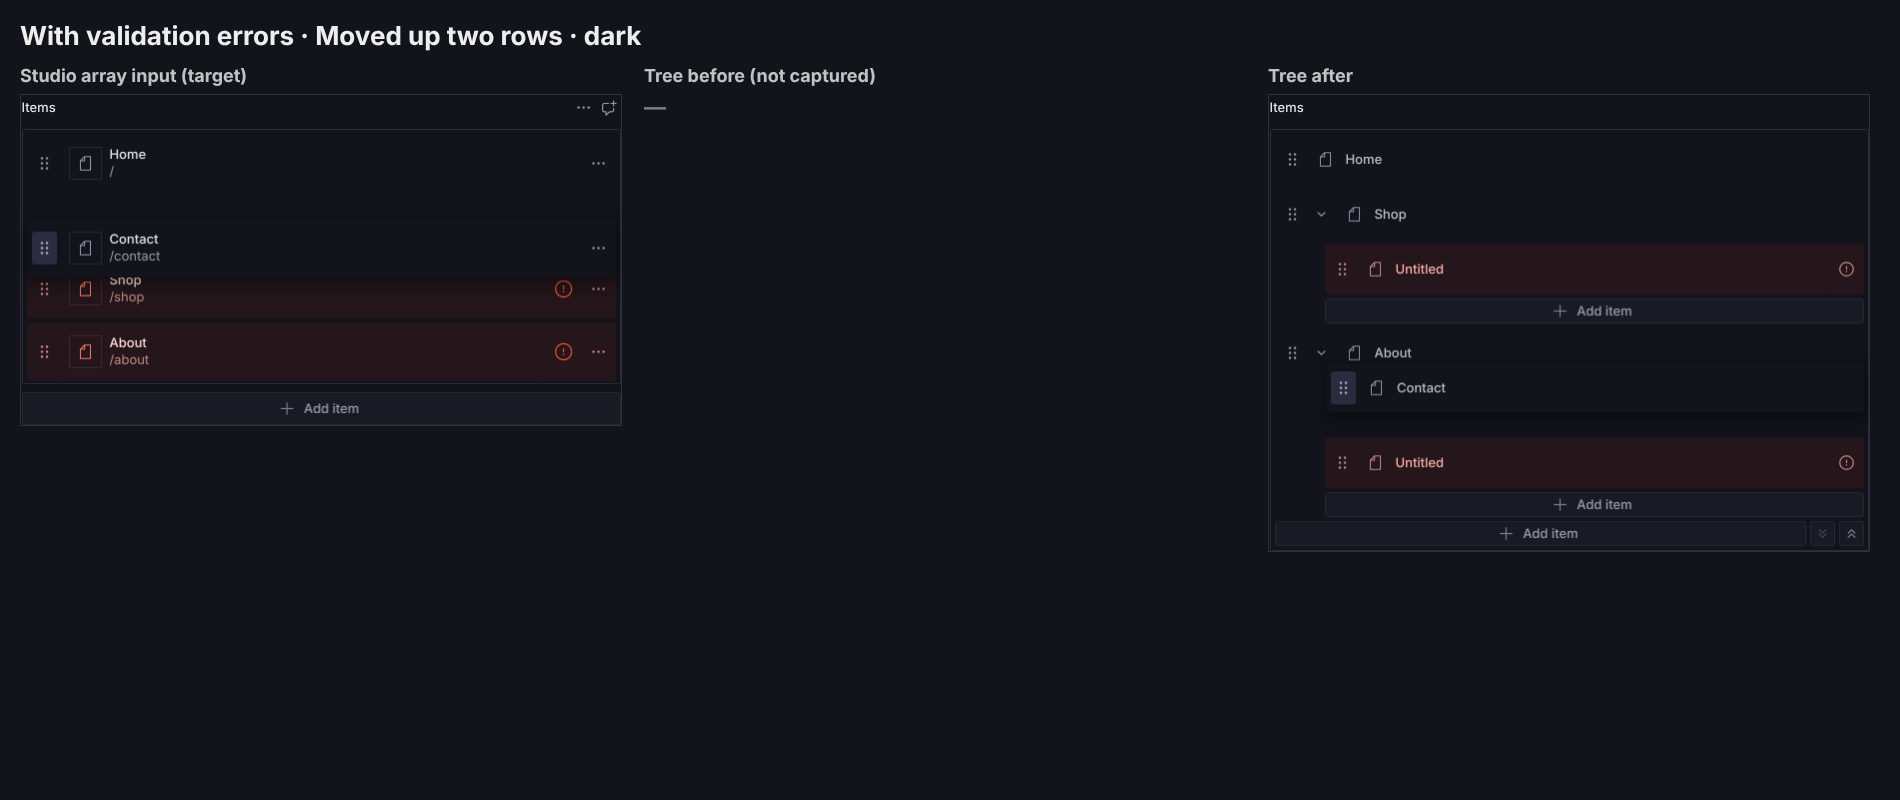 With validation errors · Moved up two rows · dark
Studio array input (target)
Items
Home
/
Contact
/contact
Shop
/shop
About
/about
Add item
Tree before (not captured)
—
Tree after
Items
Home
Shop
Untitled
Add item
About
Contact
Untitled
Add item
Add item